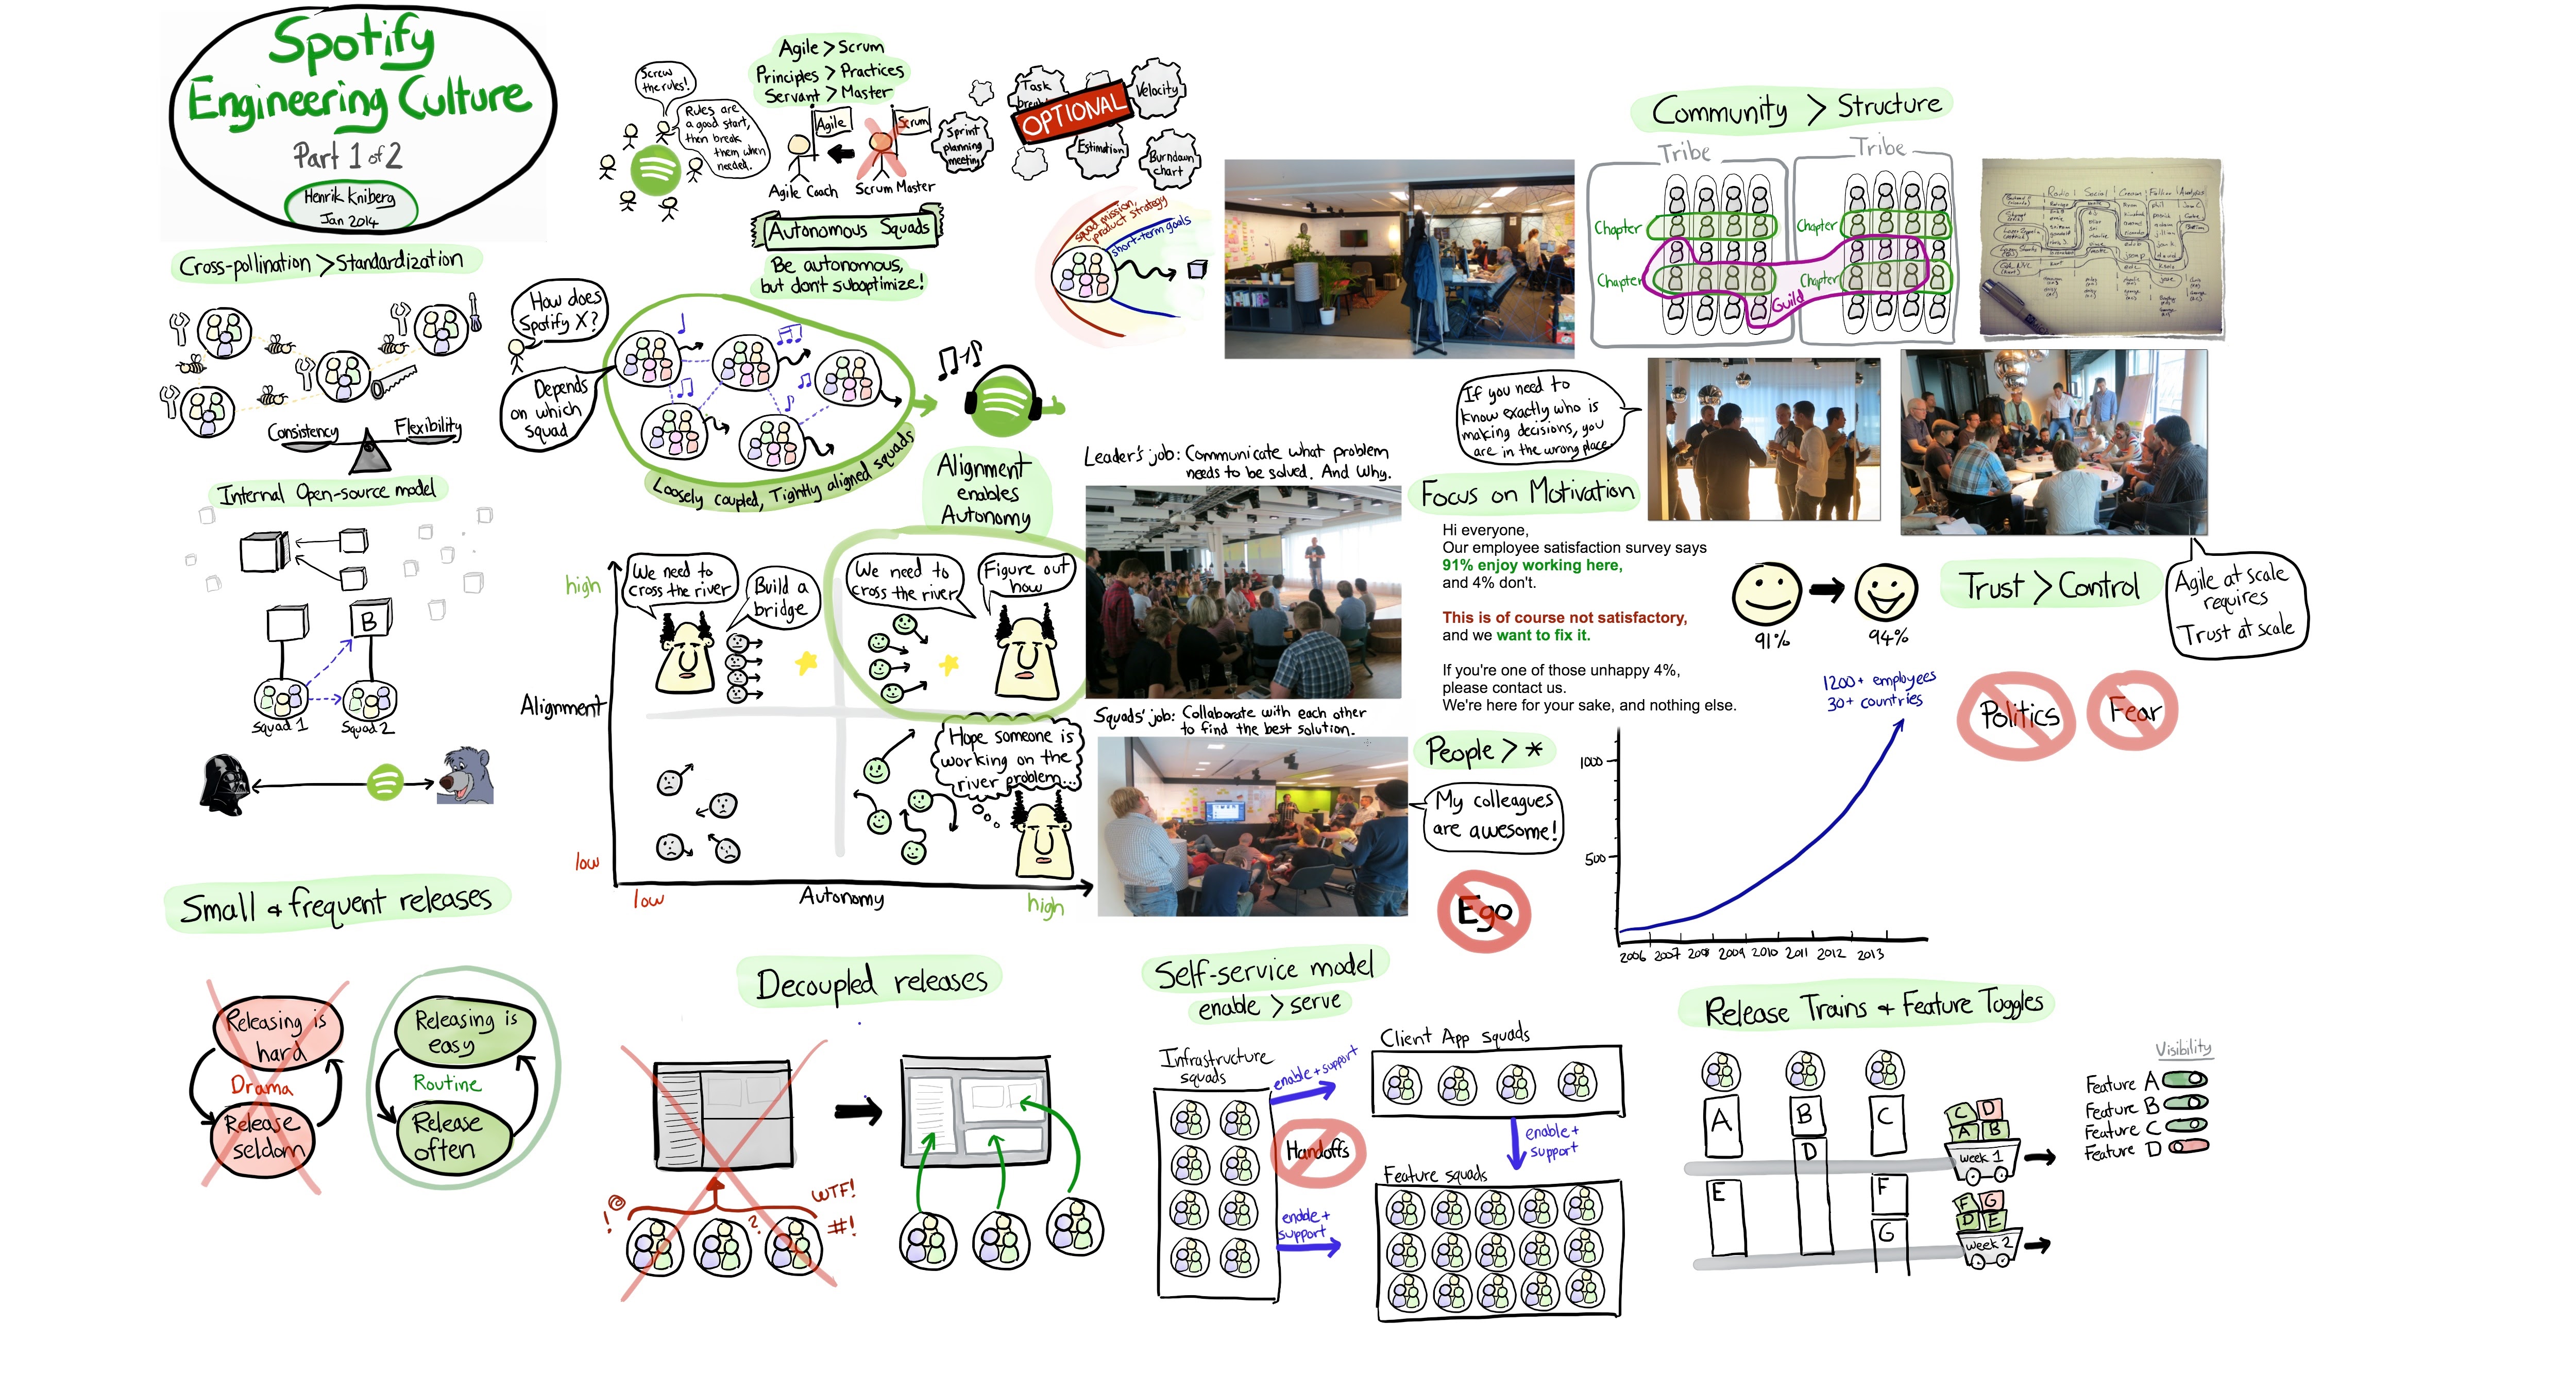 Spotify
Engineering Culture
Part 1 of 2
Henrik Kniberg
Jan 2014
Agile > Scrum
Principles > Practices
Servant > Master
Screw
the rules!
Rules are
a good start,
then break
them when
needed.
Agile
Scrum
Agile Coach
Scrum Master
Sprint
planning
meeting
Task
OPTIONAL
Velocity
Estimation
Burndown
chart
Autonomous Squads
Be autonomous,
but don't suboptimize!
squad mission,
product strategy
short-term goals
Cross-pollination > Standardization
Consistency
Flexibility
How does
Spotify X?
Depends
on which
squad
Loosely coupled, Tightly aligned squads
Alignment
enables
Autonomy
Internal Open-source model
B
Squad 1
Squad 2
high
Alignment
low
low
Autonomy
high
We need to
cross the river
Build a
bridge
We need to
cross the river
Figure out
how
Hope someone is
working on the
river problem...
Leader's job: Communicate what problem
needs to be solved. And Why.
Squads' job: Collaborate with each other
to find the best solution.
Community > Structure
Tribe
Tribe
Chapter
Chapter
Chapter
Chapter
Guild
If you need to
know exactly who is
making decisions, you
are in the wrong place
Focus on Motivation
Hi everyone,
Our employee satisfaction survey says
91% enjoy working here,
and 4% don't.
This is of course not satisfactory,
and we want to fix it.
If you're one of those unhappy 4%,
please contact us.
We're here for your sake, and nothing else.
91%
94%
Trust > Control
Agile at scale
requires
Trust at scale
Politics
Fear
People > *
My colleagues
are awesome!
Ego
1200+ employees
30+ countries
1000
500
2006 2007 2008 2009 2010 2011 2012 2013
Small & frequent releases
Releasing is
hard
Drama
Release
seldom
Releasing is
easy
Routine
Release
often
Decoupled releases
!@
?
WTF!
#!
Self-service model
enable > serve
Infrastructure
squads
enable + support
Handoffs
enable +
support
Client App squads
enable +
support
Feature squads
Release Trains & Feature Toggles
A
B
C
D
E
F
G
C D
A B
week 1
F G
D E
week 2
Visibility
Feature A
Feature B
Feature C
Feature D